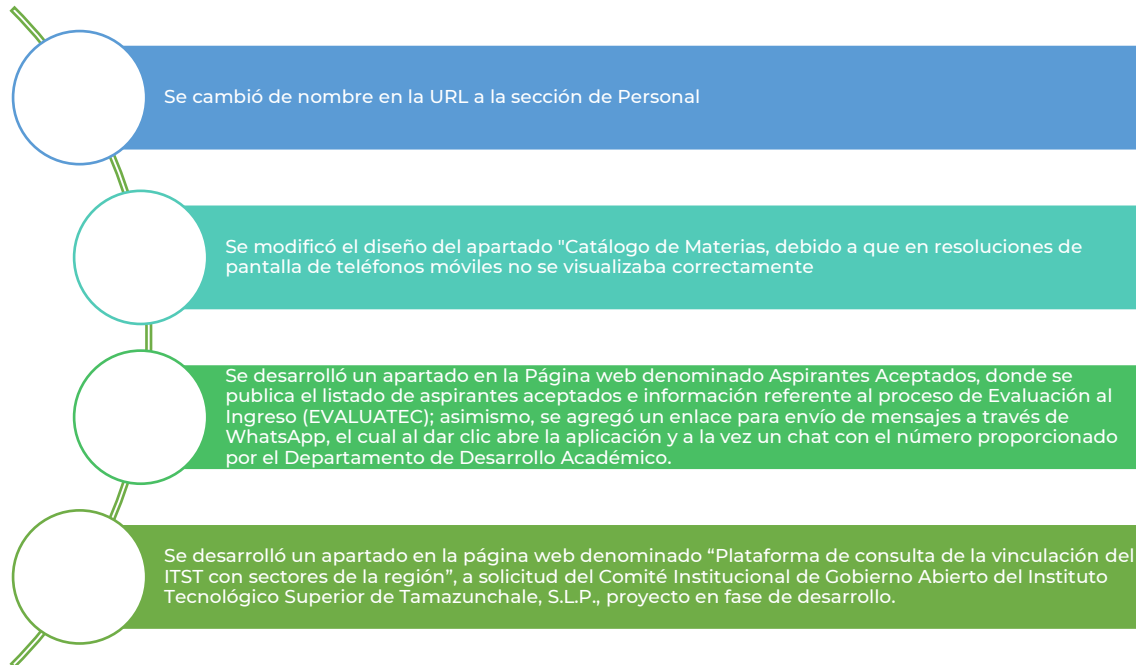 Se cambió de nombre en la URL a la sección de Personal
Se modificó el diseño del apartado "Catálogo de Materias, debido a que en resoluciones de
pantalla de teléfonos móviles no se visualizaba correctamente
Se desarrolló un apartado en la Página web denominado Aspirantes Aceptados, donde se
publica el listado de aspirantes aceptados e información referente al proceso de Evaluación al
Ingreso (EVALUATEC); asimismo, se agregó un enlace para envío de mensajes a través de
WhatsApp, el cual al dar clic abre la aplicación y a la vez un chat con el número proporcionado
por el Departamento de Desarrollo Académico.
Se desarrolló un apartado en la página web denominado “Plataforma de consulta de la vinculación del
ITST con sectores de la región”, a solicitud del Comité Institucional de Gobierno Abierto del Instituto
Tecnológico Superior de Tamazunchale, S.L.P., proyecto en fase de desarrollo.